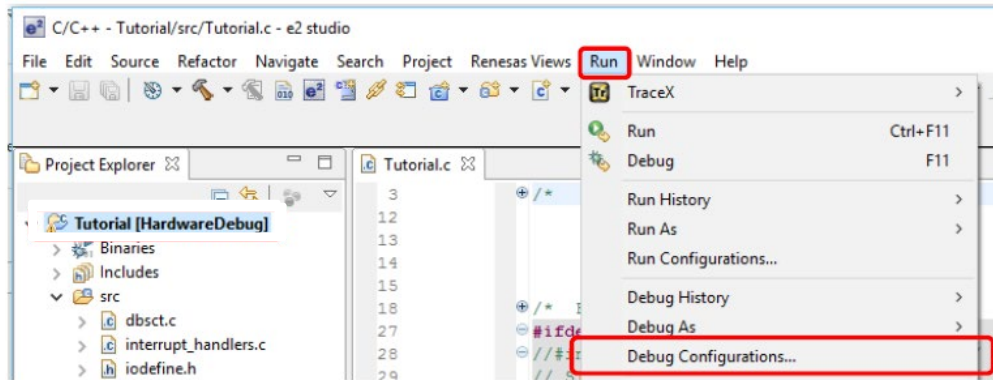 C/C++ - Tutorial/src/Tutorial.c - e2 studio
File Edit Source Refactor Navigate Search Project Renesas Views Run Window Help
TraceX
Run Ctrl+F11
Debug F11
Run History
Run As
Run Configurations...
Debug History
Debug As
Debug Configurations...
Project Explorer
Tutorial [HardwareDebug]
Binaries
Includes
src
dbsct.c
interrupt_handlers.c
iodefine.h
Tutorial.c
3 /*
12
13
14
15
18 /*
27 #ifde
28 //#in
29 //